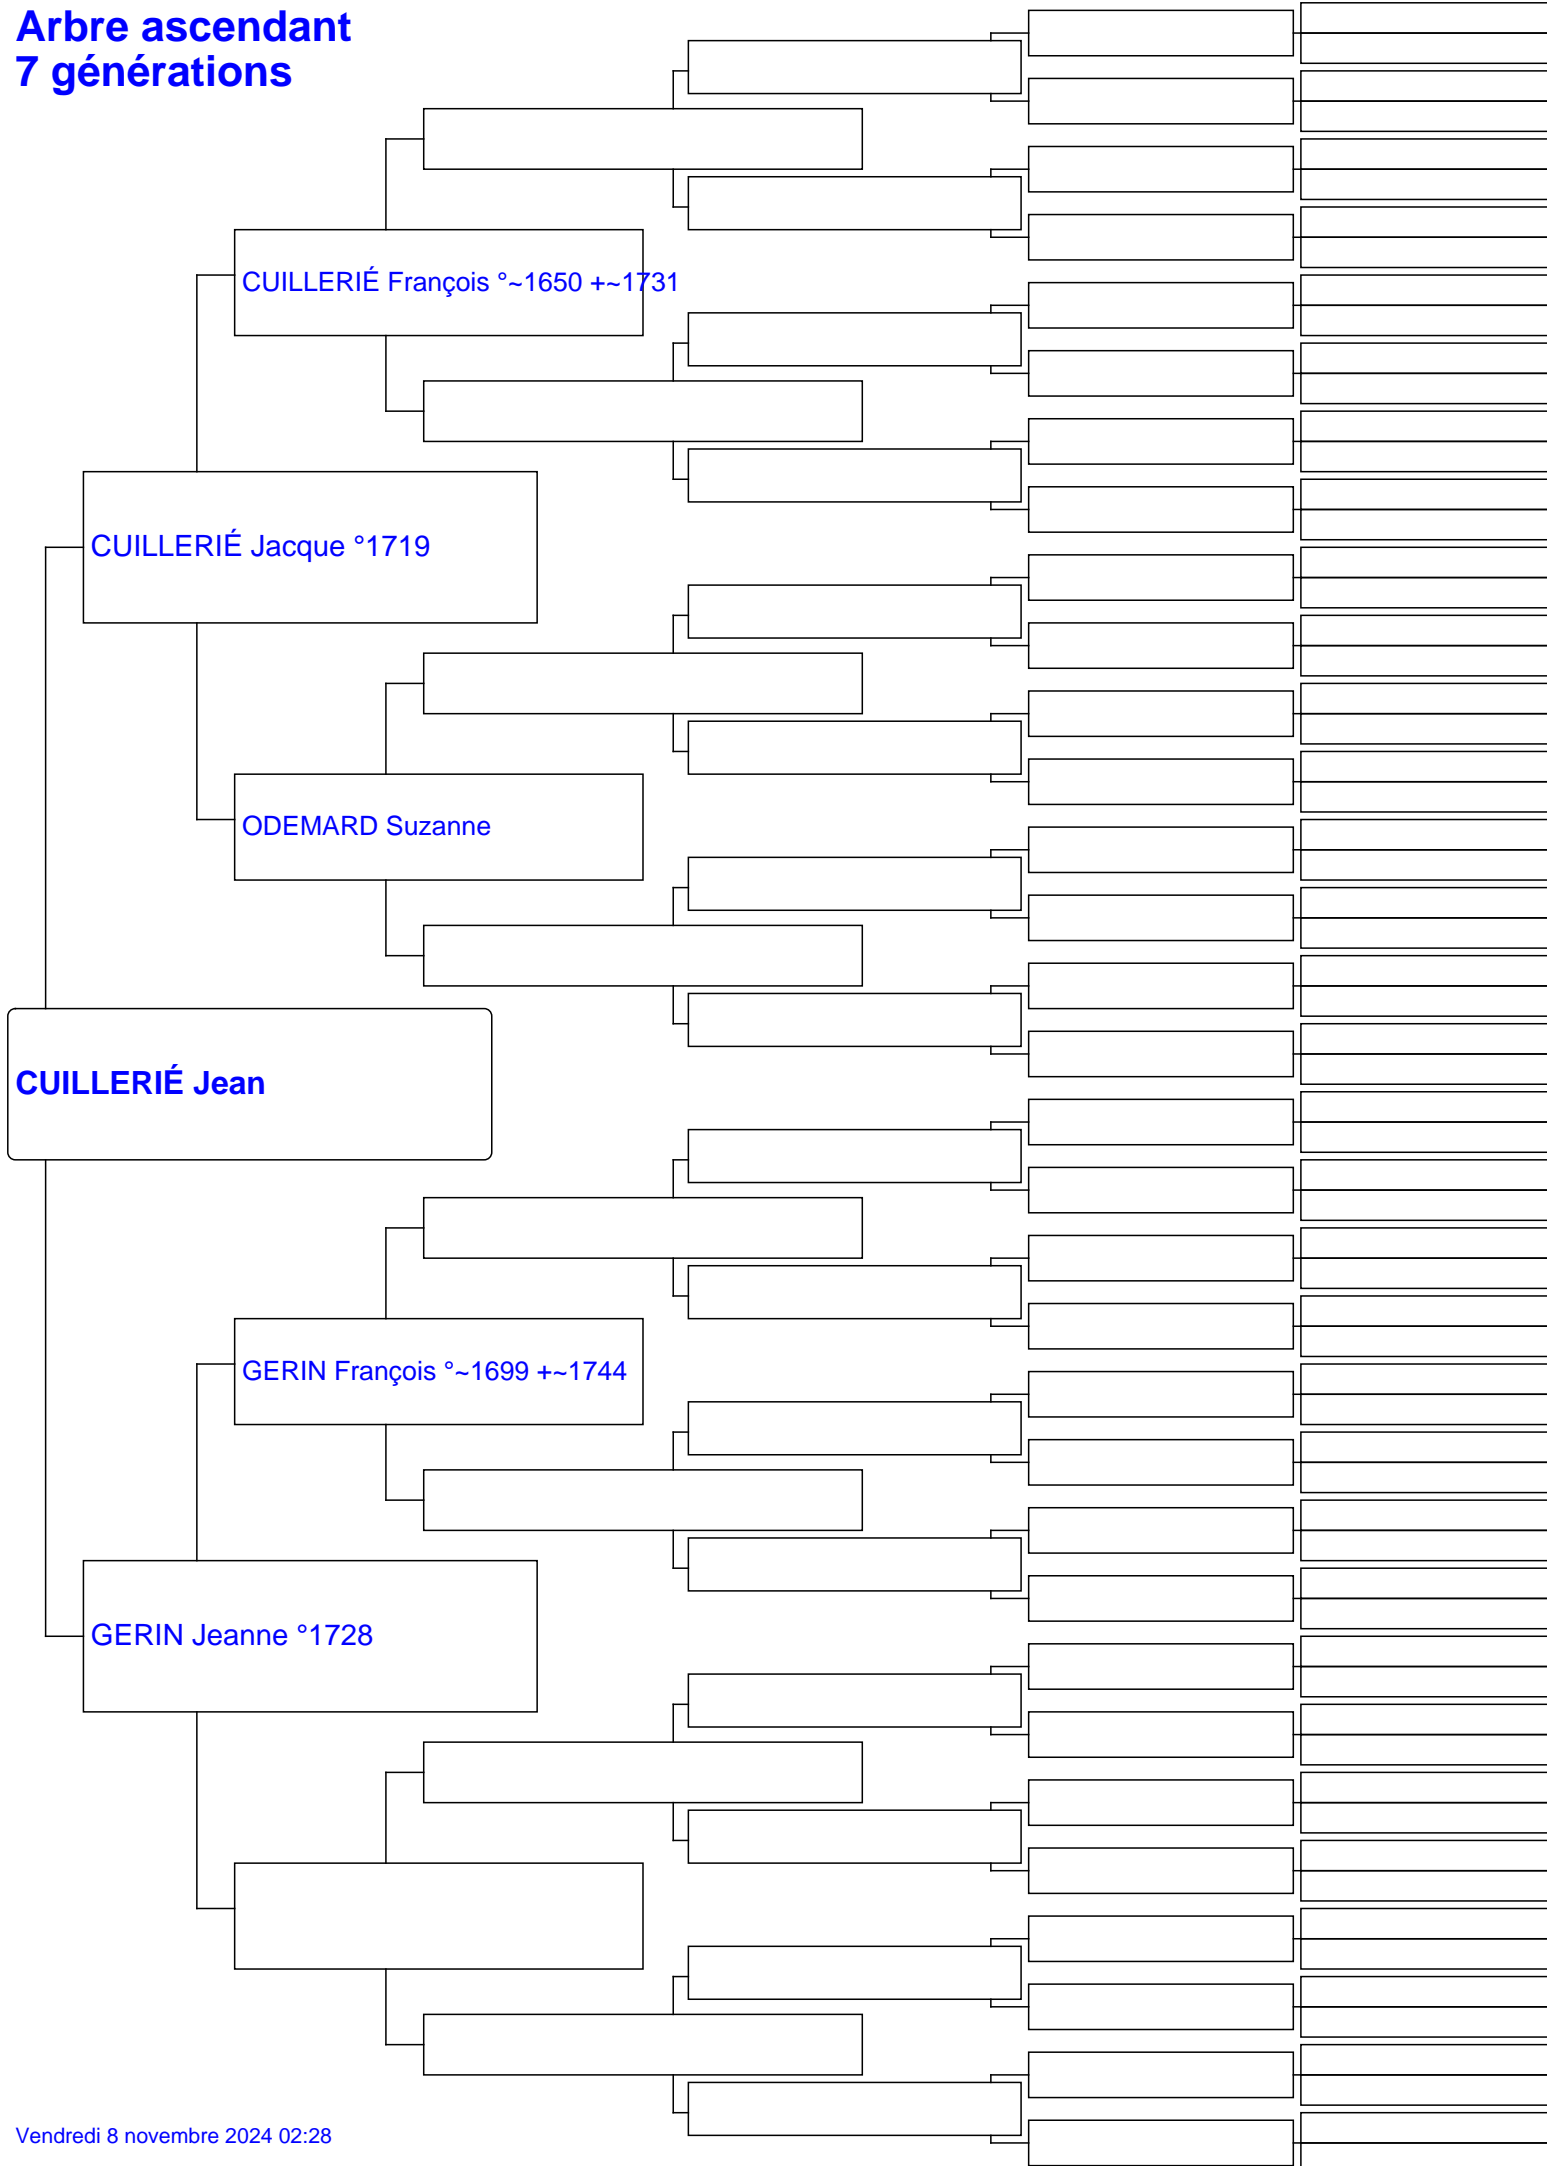 Arbre ascendant
7 générations
CUILLERIÉ François °~1650 +~1731
CUILLERIÉ Jacque °1719
ODEMARD Suzanne
CUILLERIÉ Jean
GERIN François °~1699 +~1744
GERIN Jeanne °1728
Vendredi 8 novembre 2024 02:28